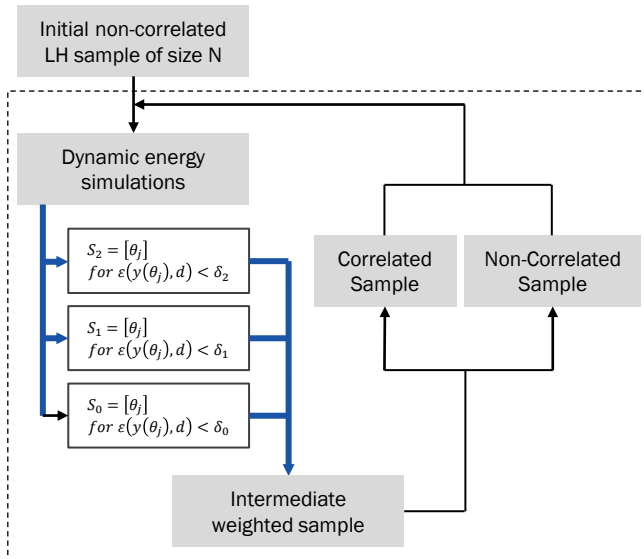 Initial non-correlated
LH sample of size N
Dynamic energy
simulations
S₂ = [θⱼ]
for ε(y(θⱼ), d) < δ₂
S₁ = [θⱼ]
for ε(y(θⱼ), d) < δ₁
S₀ = [θⱼ]
for ε(y(θⱼ), d) < δ₀
Correlated
Sample
Non-Correlated
Sample
Intermediate
weighted sample